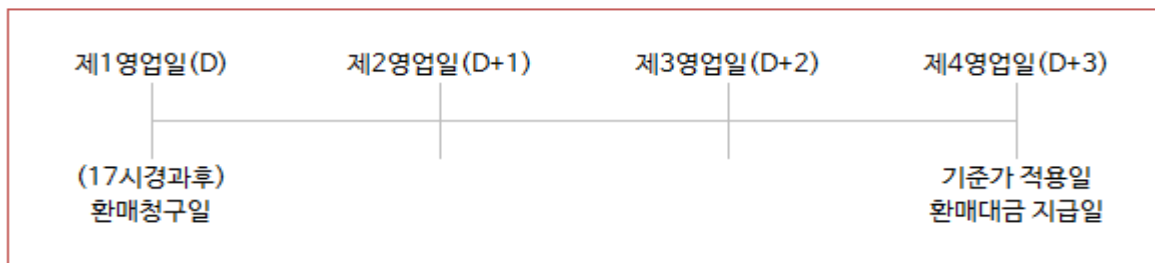 제1영업일(D) 제2영업일(D+1) 제3영업일(D+2) 제4영업일(D+3)
(17시경과후) 기준가 적용일
환매청구일 환매대금 지급일